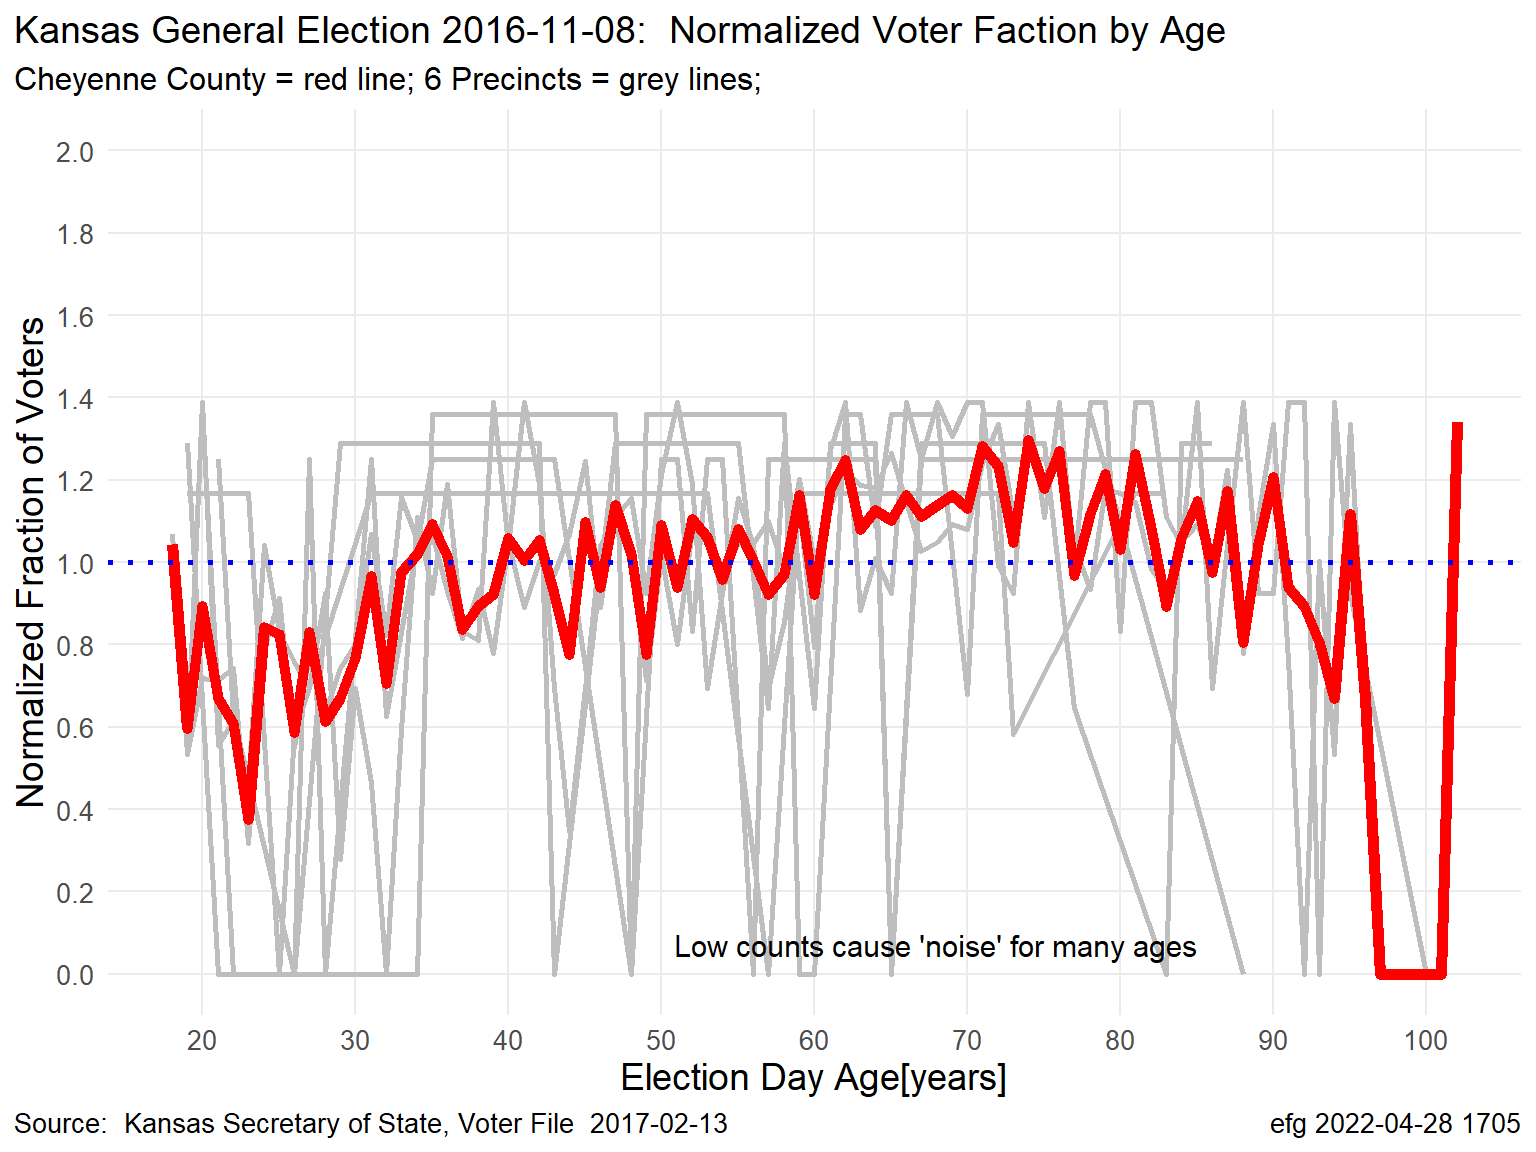 Kansas General Election 2016-11-08:  Normalized Voter Faction by Age
Cheyenne County = red line; 6 Precincts = grey lines;
Normalized Fraction of Voters
2.0
1.8
1.6
1.4
1.2
1.0
0.8
0.6
0.4
0.2
0.0
Low counts cause 'noise' for many ages
20 30 40 50 60 70 80 90 100
Election Day Age[years]
Source:  Kansas Secretary of State, Voter File  2017-02-13
efg 2022-04-28 1705